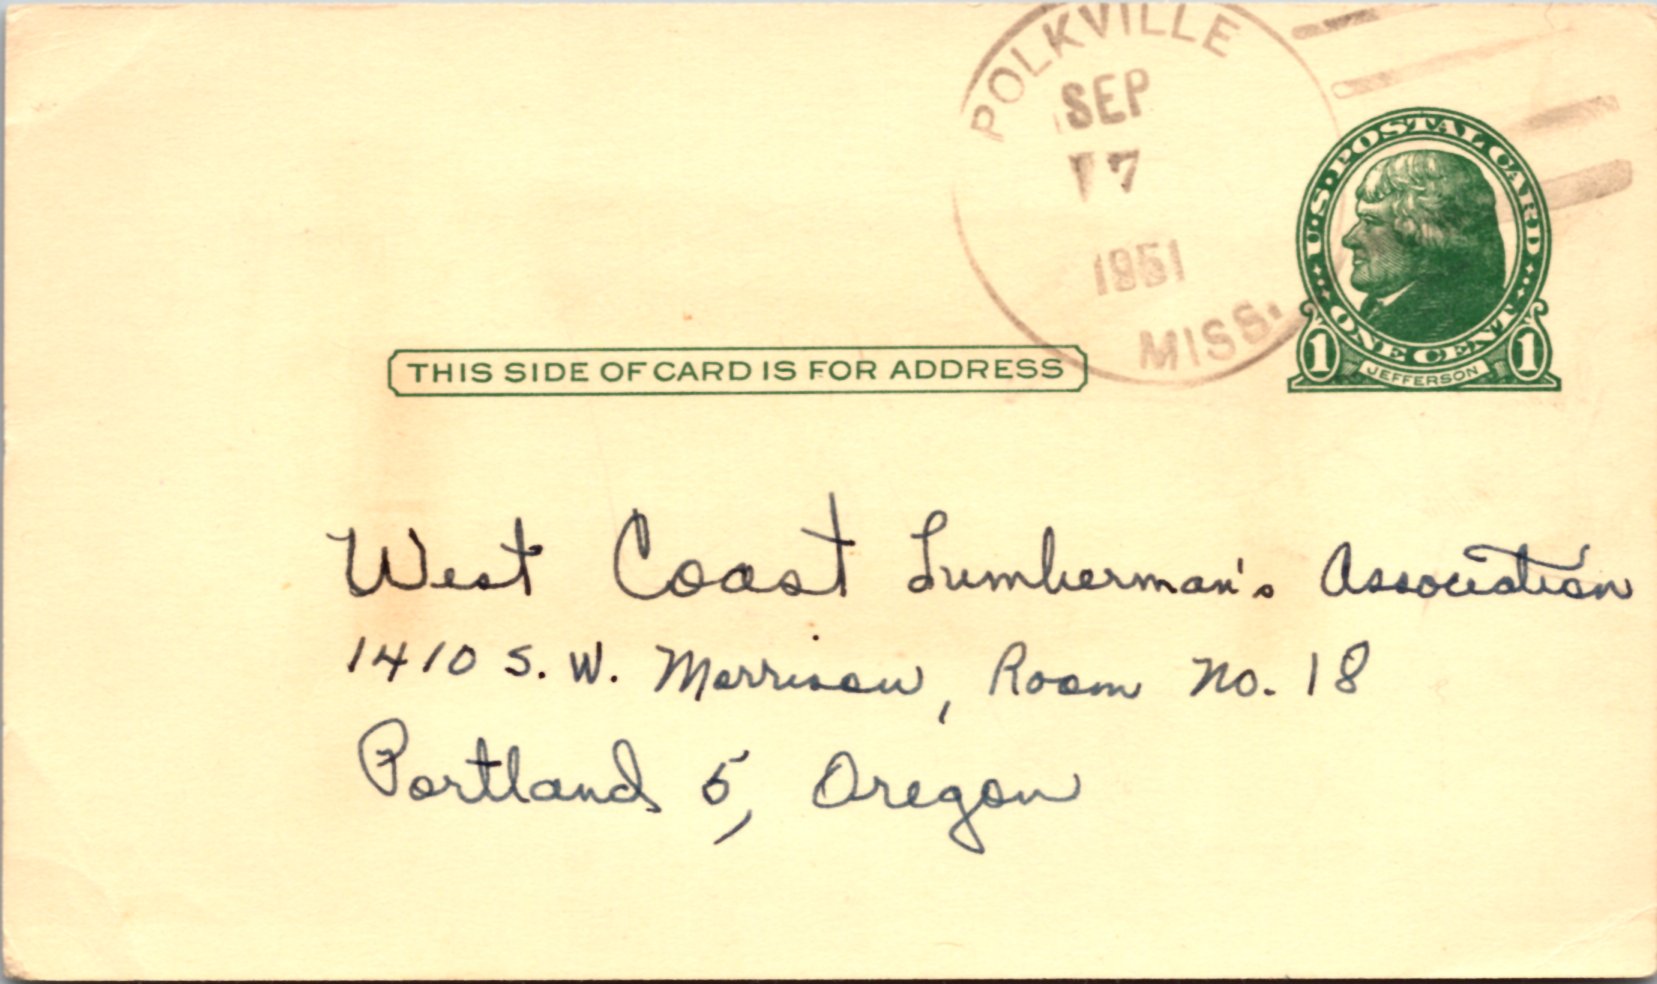 POLKVILLE
SEP
7
1951
MISS.
U.S. POSTAL CARD
ONE CENT
1 JEFFERSON 1
THIS SIDE OF CARD IS FOR ADDRESS
West Coast Lumberman's Association
1410 S. W. Morrison, Room No. 18
Portland 5, Oregon